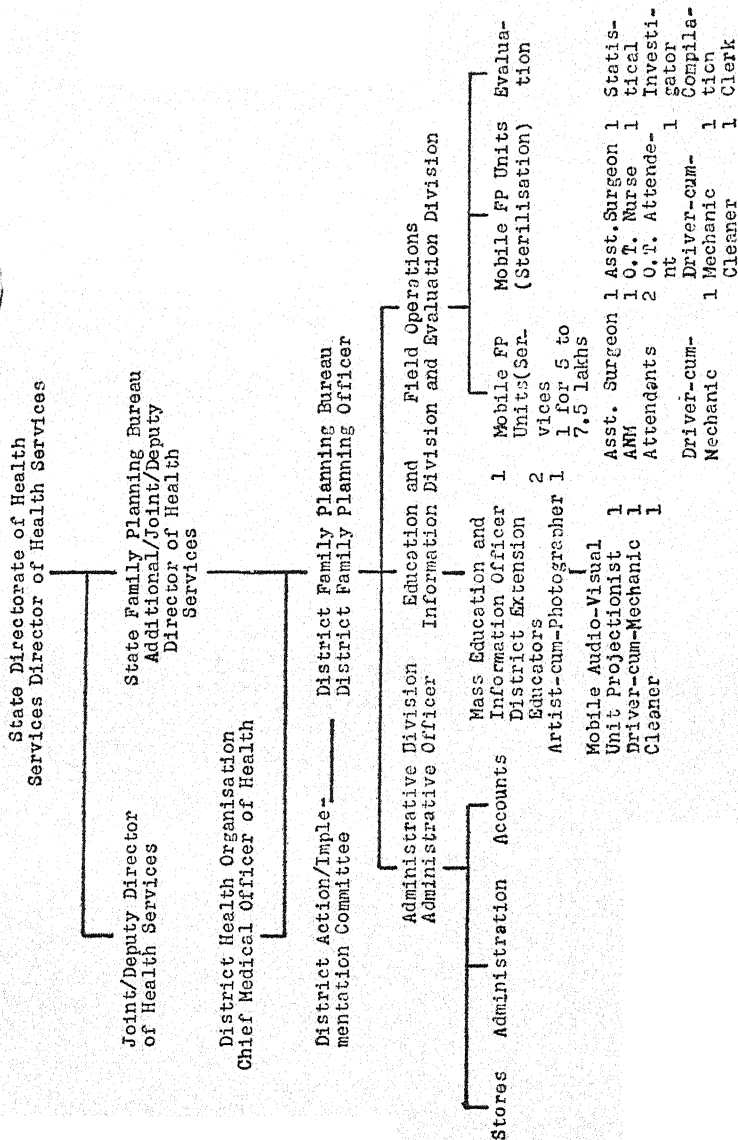 State Directorate of Health
Services Director of Health Services
Joint/Deputy Director
of Health Services
State Family Planning Bureau
Additional/Joint/Deputy
Director of Health
Services
District Health Organisation
Chief Medical Officer of Health
District Action/Imple-
mentation Committee
District Family Planning Bureau
District Family Planning Officer
Administrative Division
Administrative Officer
Education and
Information Division
Field Operations
and Evaluation Division
Stores
Administration
Accounts
Mass Education and
Information Officer 1
District Extension
Educators 2
Artist-cum-Photographer 1
Mobile Audio-Visual
Unit Projectionist 1
Driver-cum-Mechanic 1
Cleaner 1
Mobile FP
Units(Ser-
vices
1 for 5 to
7.5 lakhs
Asst. Surgeon 1
ANM 1
Attendants 2
Driver-cum-
Mechanic 1
Mobile FP Units
(Sterilisation)
Asst.Surgeon 1
O.T. Nurse 1
O.T. Attende-
nt 1
Driver-cum-
Mechanic 1
Cleaner 1
Evalua-
tion
Statis-
tical
Investi-
gator
Compila-
tion
Clerk